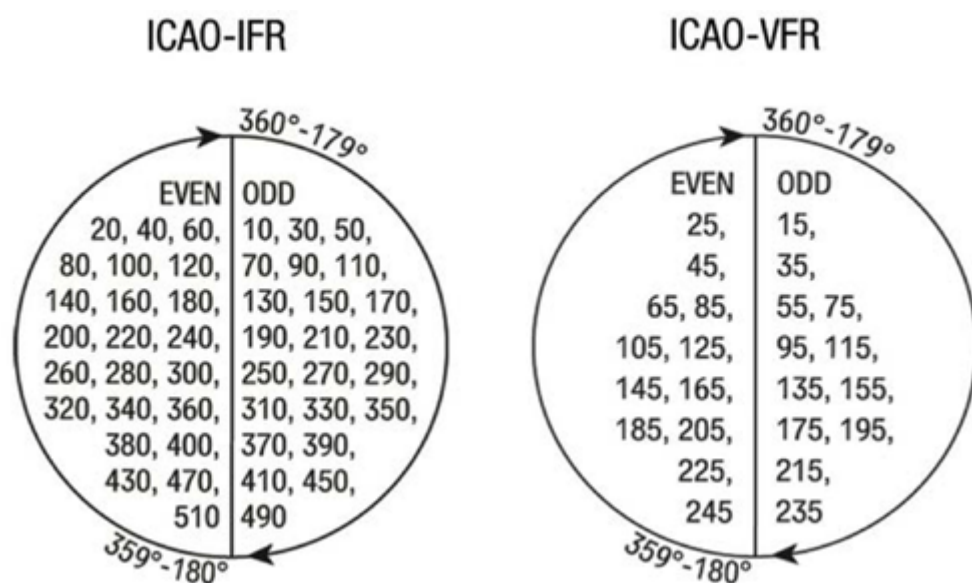 ICAO-IFR
360°-179°
EVEN ODD
20, 40, 60, 10, 30, 50,
80, 100, 120, 70, 90, 110,
140, 160, 180, 130, 150, 170,
200, 220, 240, 190, 210, 230,
260, 280, 300, 250, 270, 290,
320, 340, 360, 310, 330, 350,
380, 400, 370, 390,
430, 470, 410, 450,
510 490
359°-180°
ICAO-VFR
360°-179°
EVEN ODD
25, 15,
45, 35,
65, 85, 55, 75,
105, 125, 95, 115,
145, 165, 135, 155,
185, 205, 175, 195,
225, 215,
245 235
359°-180°